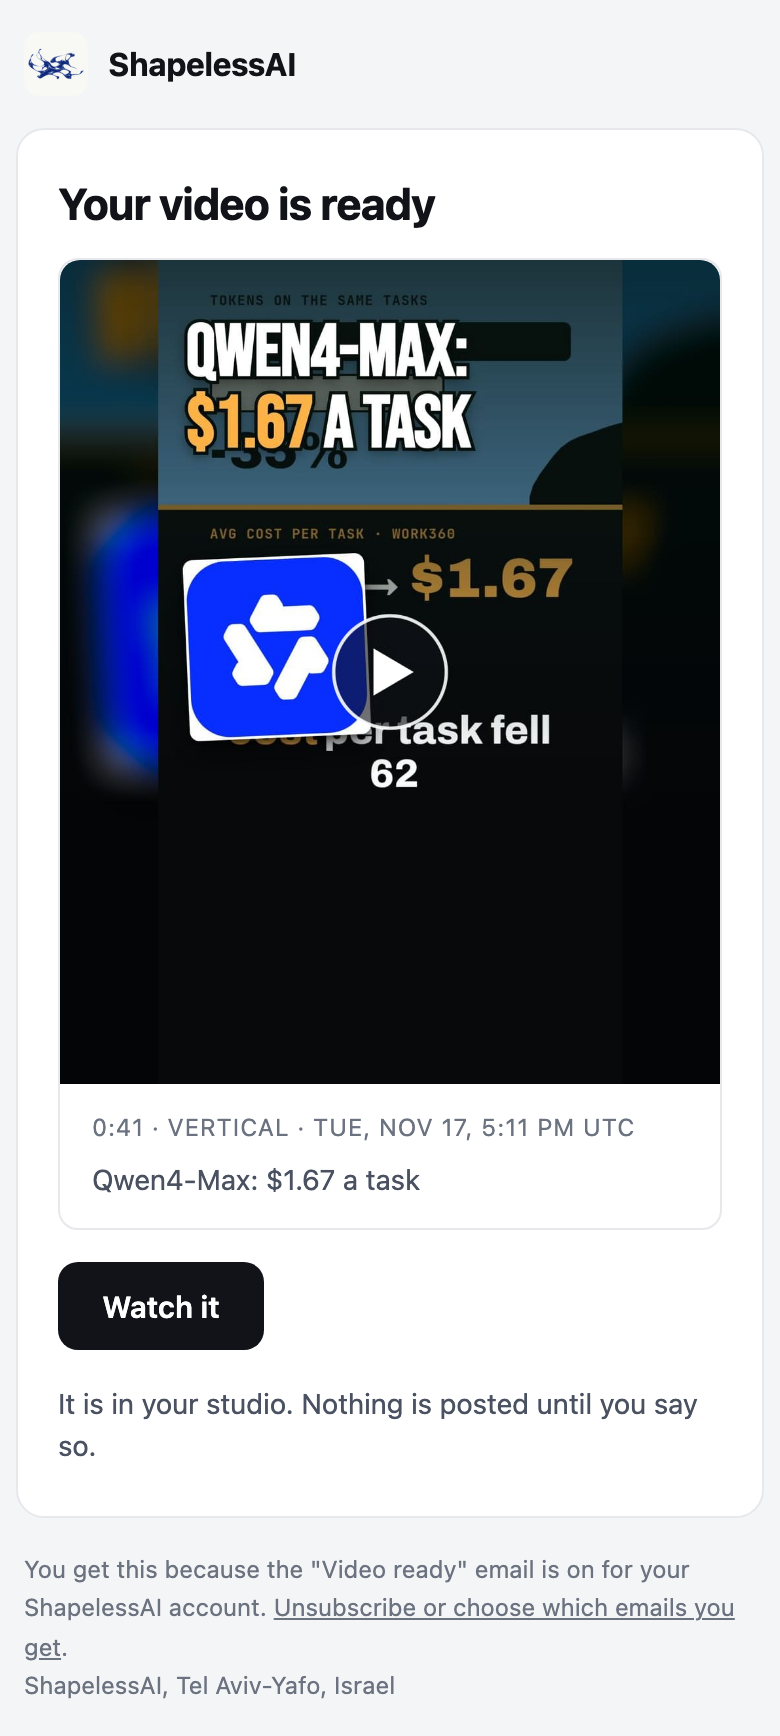 ShapelessAI
Your video is ready
TOKENS ON THE SAME TASKS
QWEN4-MAX:
$1.67 A TASK
-35%
AVG COST PER TASK · WORK360
→ $1.67
cost per task fell
62
0:41 · VERTICAL · TUE, NOV 17, 5:11 PM UTC
Qwen4-Max: $1.67 a task
Watch it
It is in your studio. Nothing is posted until you say
so.
You get this because the "Video ready" email is on for your
ShapelessAI account. Unsubscribe or choose which emails you
get.
ShapelessAI, Tel Aviv-Yafo, Israel